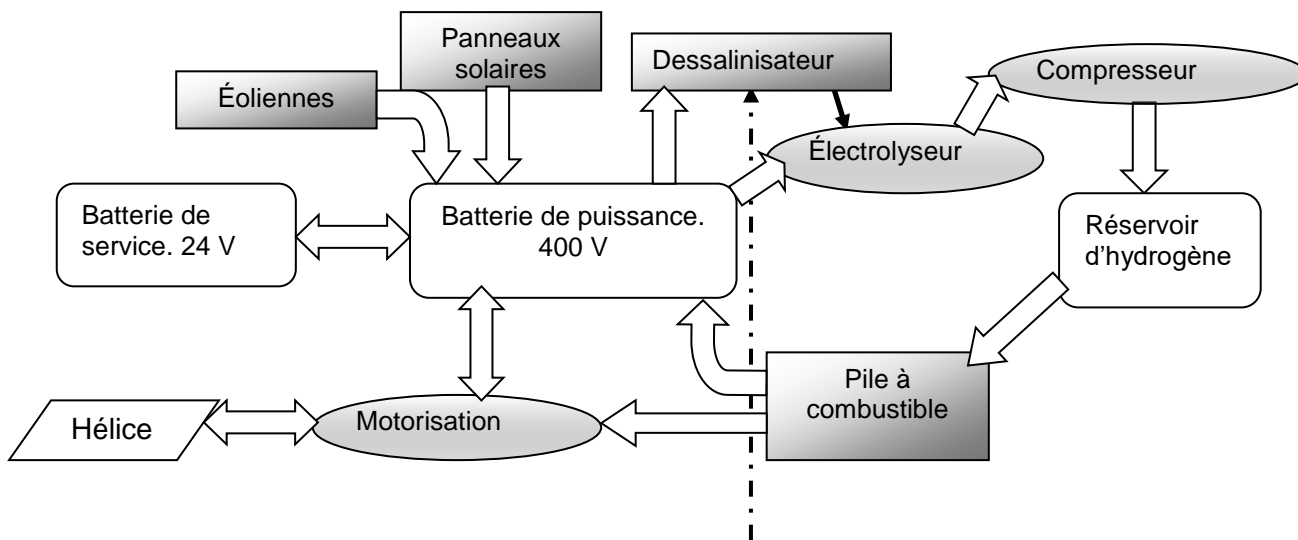 Panneaux
solaires
Dessalinisateur
Compresseur
Éoliennes
Électrolyseur
Batterie de
service. 24 V
Batterie de puissance.
400 V
Réservoir
d’hydrogène
Pile à
combustible
Motorisation
Hélice